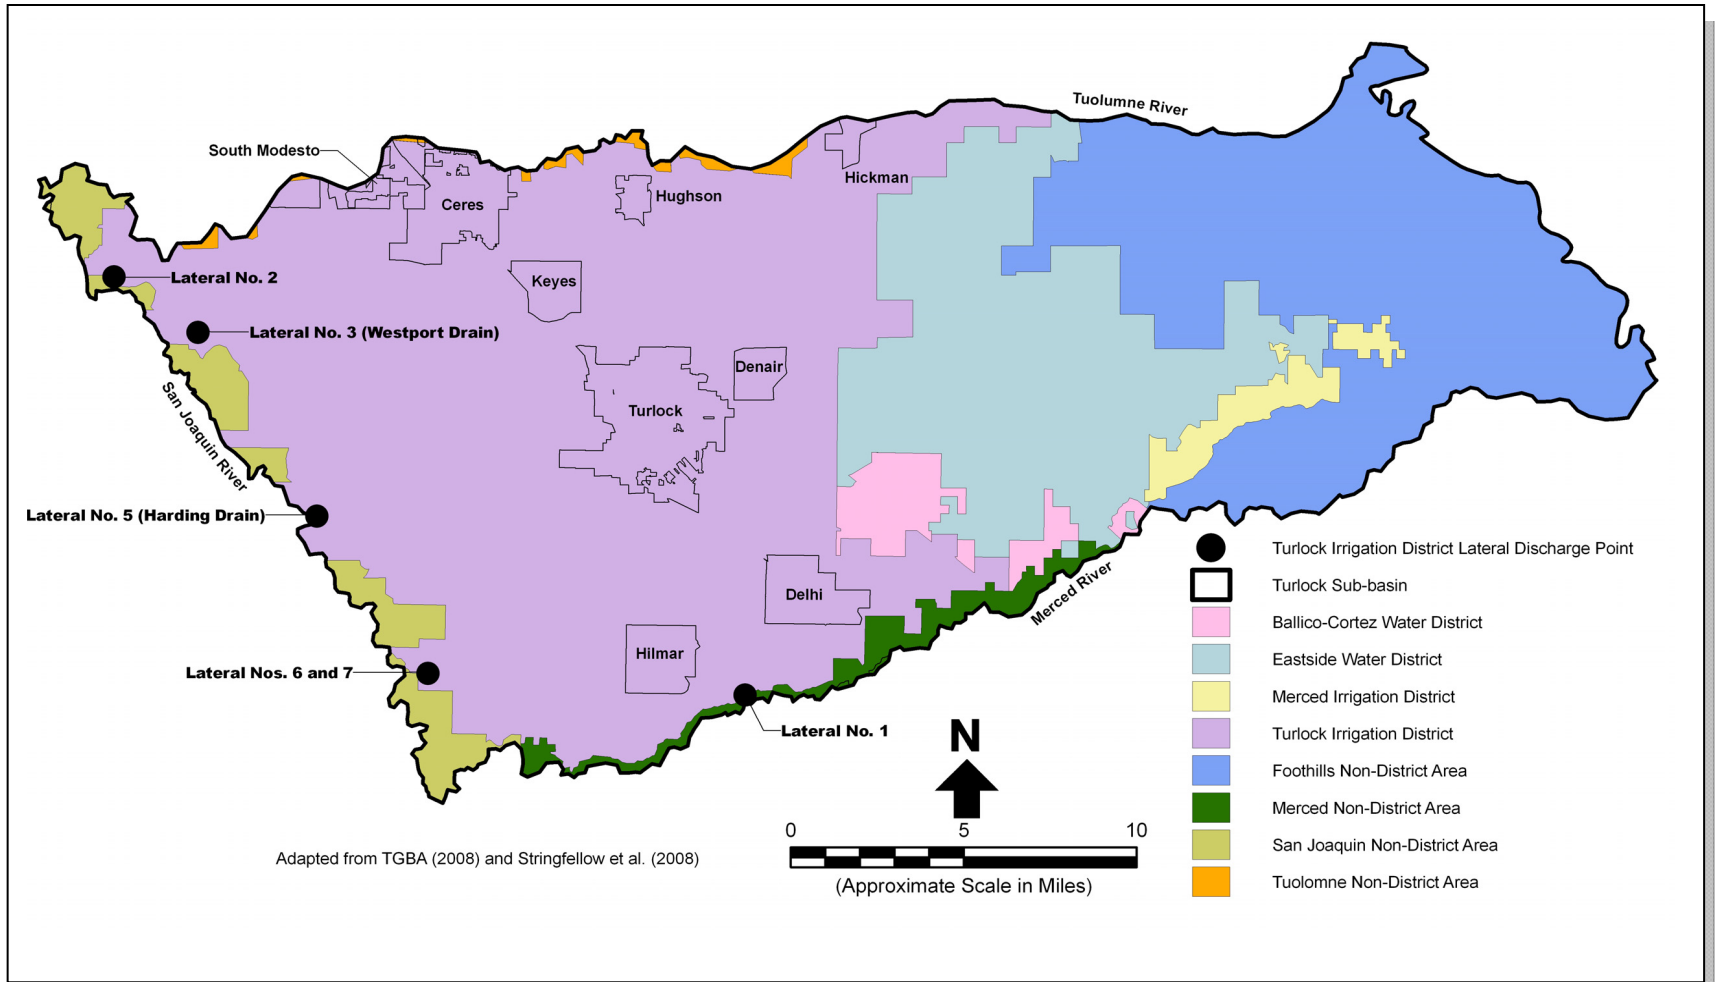 Tuolumne River
South Modesto
Hickman
Hughson
Ceres
Lateral No. 2
Keyes
Lateral No. 3 (Westport Drain)
Denair
San Joaquin River
Turlock
Lateral No. 5 (Harding Drain)
Delhi
Merced River
Hilmar
Lateral Nos. 6 and 7
Lateral No. 1
N
0 5 10
(Approximate Scale in Miles)
Adapted from TGBA (2008) and Stringfellow et al. (2008)
Turlock Irrigation District Lateral Discharge Point
Turlock Sub-basin
Ballico-Cortez Water District
Eastside Water District
Merced Irrigation District
Turlock Irrigation District
Foothills Non-District Area
Merced Non-District Area
San Joaquin Non-District Area
Tuolomne Non-District Area